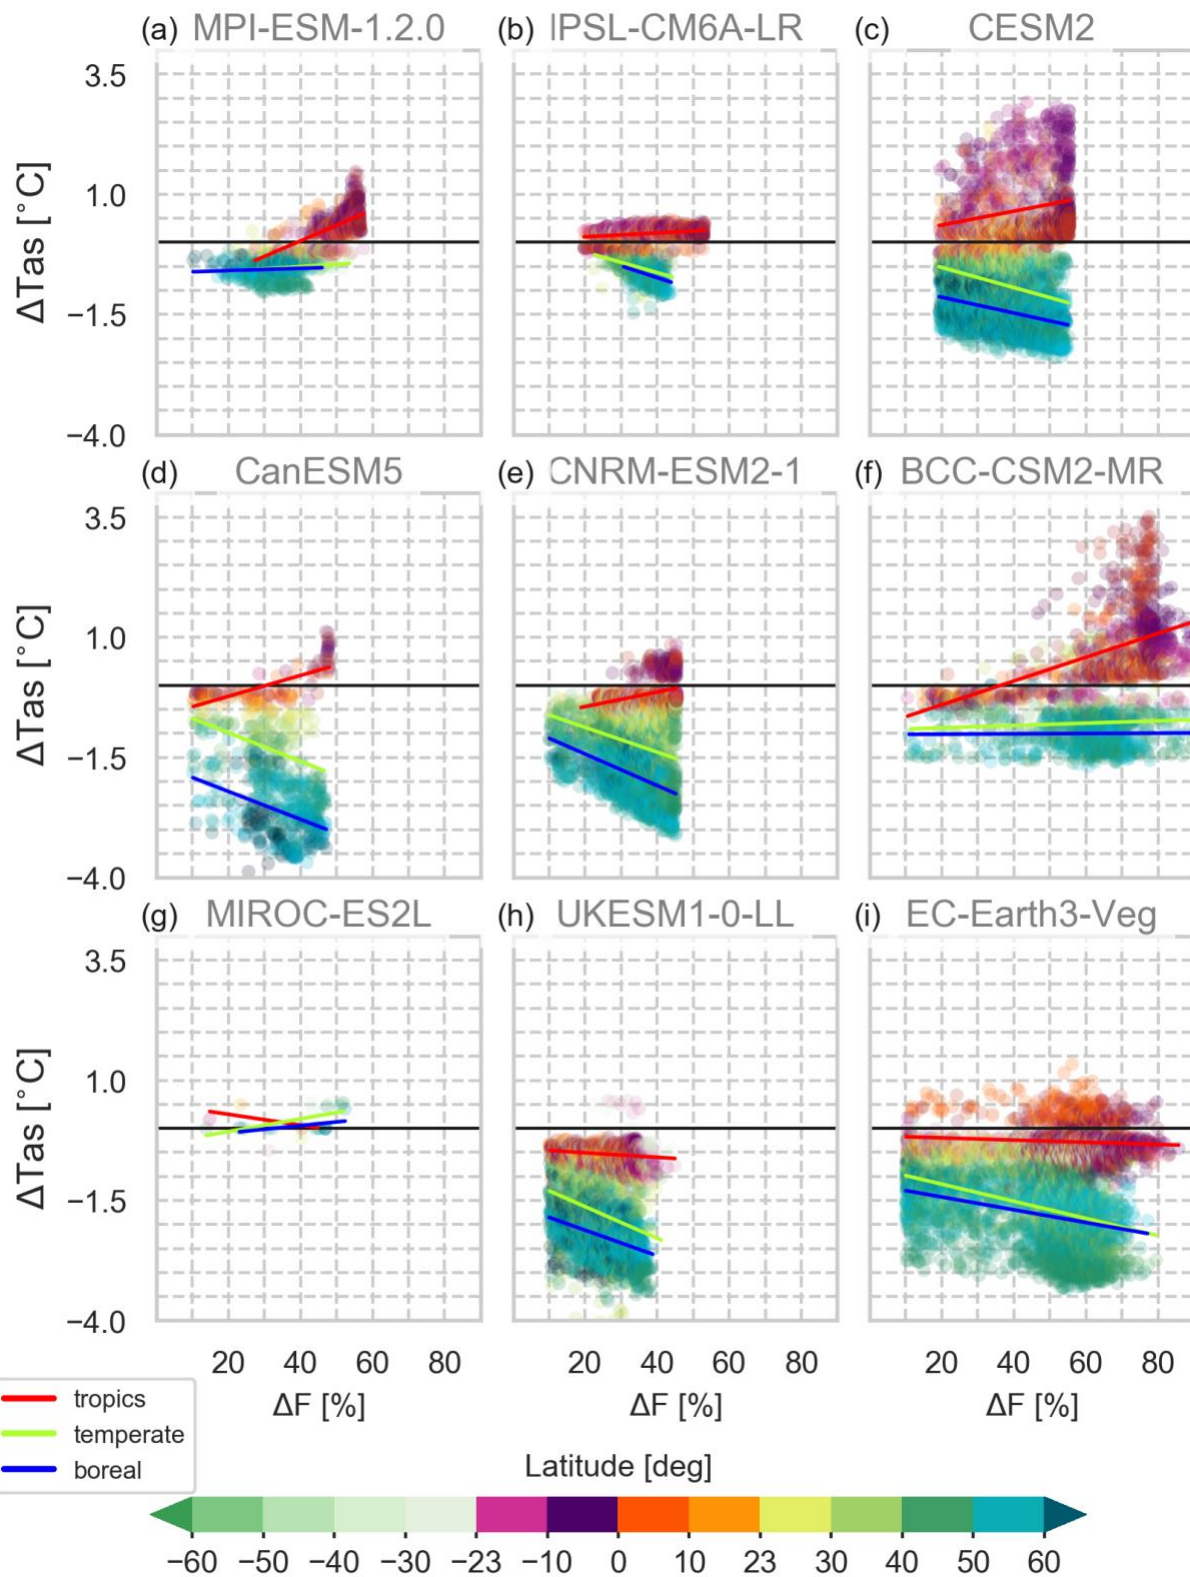 (a) MPI-ESM-1.2.0 (b) IPSL-CM6A-LR (c) CESM2
3.5
1.0
−1.5
−4.0
ΔTas [°C]
(d) CanESM5 (e) CNRM-ESM2-1 (f) BCC-CSM2-MR
3.5
1.0
−1.5
−4.0
ΔTas [°C]
(g) MIROC-ES2L (h) UKESM1-0-LL (i) EC-Earth3-Veg
3.5
1.0
−1.5
−4.0
ΔTas [°C]
20 40 60 80 20 40 60 80 20 40 60 80
ΔF [%] ΔF [%] ΔF [%]
tropics
temperate
boreal
Latitude [deg]
−60 −50 −40 −30 −23 −10 0 10 23 30 40 50 60